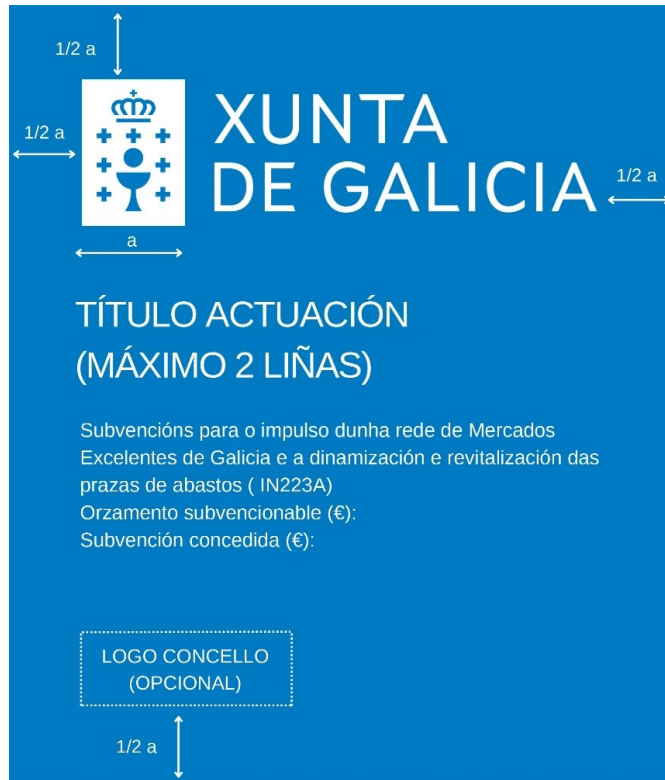 1/2 a
1/2 a
XUNTA
DE GALICIA
1/2 a
a
TÍTULO ACTUACIÓN
(MÁXIMO 2 LIÑAS)
Subvencións para o impulso dunha rede de Mercados
Excelentes de Galicia e a dinamización e revitalización das
prazas de abastos ( IN223A)
Orzamento subvencionable (€):
Subvención concedida (€):
LOGO CONCELLO
(OPCIONAL)
1/2 a